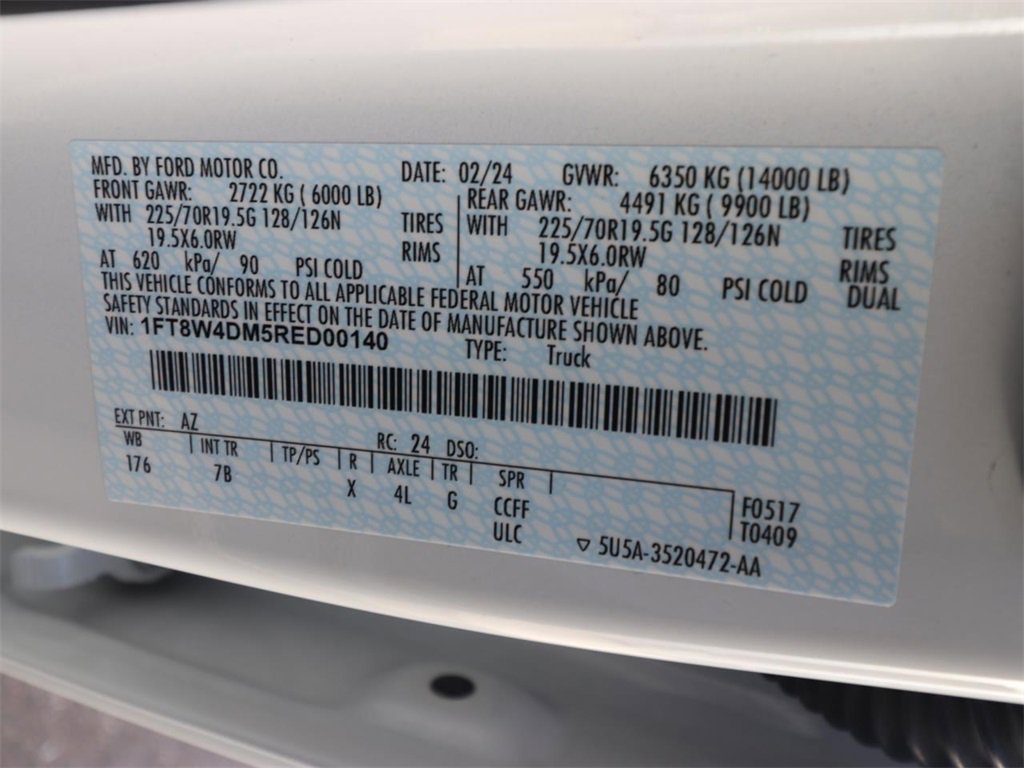 MFD. BY FORD MOTOR CO. DATE: 02/24 GVWR: 6350 KG (14000 LB)
FRONT GAWR: 2722 KG ( 6000 LB) REAR GAWR: 4491 KG ( 9900 LB)
WITH 225/70R19.5G 128/126N TIRES WITH 225/70R19.5G 128/126N TIRES
19.5X6.0RW RIMS 19.5X6.0RW RIMS
AT 620 kPa/ 90 PSI COLD AT 550 kPa/ 80 PSI COLD DUAL
THIS VEHICLE CONFORMS TO ALL APPLICABLE FEDERAL MOTOR VEHICLE
SAFETY STANDARDS IN EFFECT ON THE DATE OF MANUFACTURE SHOWN ABOVE.
VIN: 1FT8W4DM5RED00140 TYPE: Truck
EXT PNT: AZ RC: 24 DSO:
WB INT TR TP/PS R AXLE TR SPR
176 7B X 4L G CCFF F0517
ULC T0409
▽ 5U5A-3520472-AA